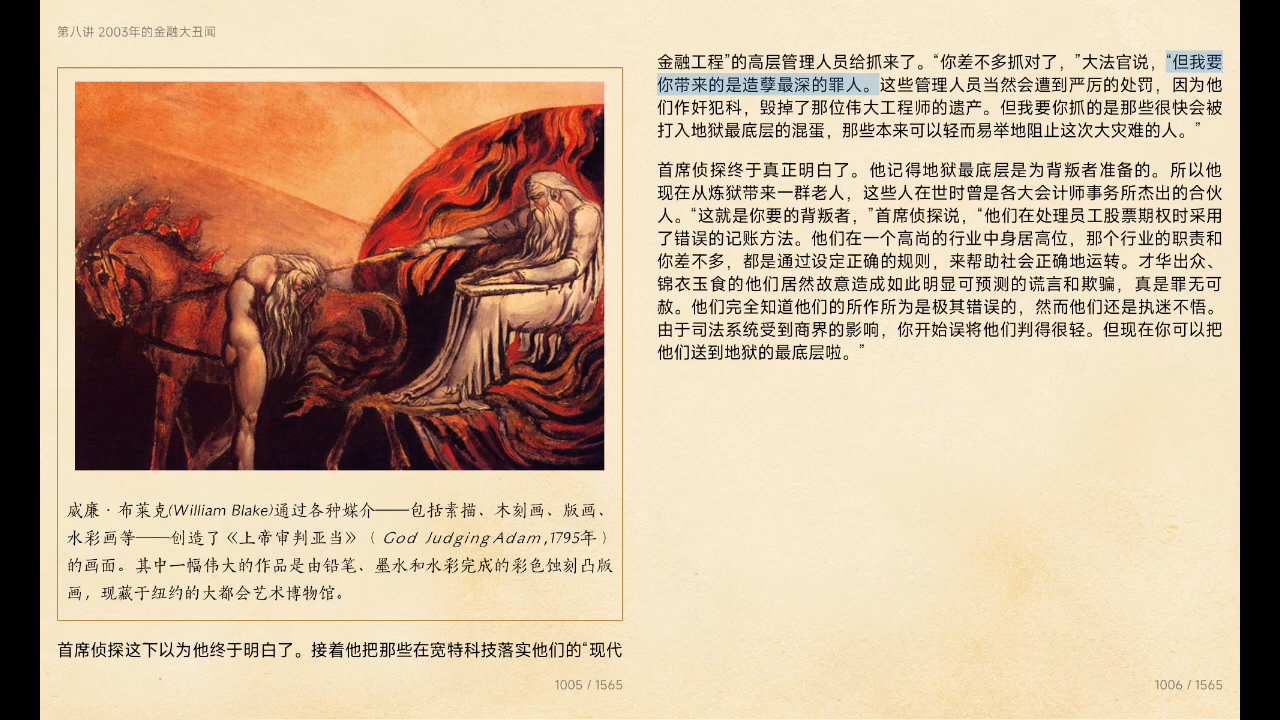 第八讲 2003年的金融大丑闻
威廉·布莱克(William Blake)通过各种媒介——包括素描、木刻画、版画、
水彩画等——创造了《上帝审判亚当》（God Judging Adam,1795年）
的画面。其中一幅伟大的作品是由铅笔、墨水和水彩完成的彩色蚀刻凸版
画，现藏于纽约的大都会艺术博物馆。
首席侦探这下以为他终于明白了。接着他把那些在宽特科技落实他们的“现代
1005 / 1565
金融工程”的高层管理人员给抓来了。“你差不多抓对了，”大法官说，“但我要
你带来的是造孽最深的罪人。这些管理人员当然会遭到严厉的处罚，因为他
们作奸犯科，毁掉了那位伟大工程师的遗产。但我要你抓的是那些很快会被
打入地狱最底层的混蛋，那些本来可以轻而易举地阻止这次大灾难的人。”
首席侦探终于真正明白了。他记得地狱最底层是为背叛者准备的。所以他
现在从炼狱带来一群老人，这些人在世时曾是各大会计师事务所杰出的合伙
人。“这就是你要的背叛者，”首席侦探说，“他们在处理员工股票期权时采用
了错误的记账方法。他们在一个高尚的行业中身居高位，那个行业的职责和
你差不多，都是通过设定正确的规则，来帮助社会正确地运转。才华出众、
锦衣玉食的他们居然故意造成如此明显可预测的谎言和欺骗，真是罪无可
赦。他们完全知道他们的所作所为是极其错误的，然而他们还是执迷不悟。
由于司法系统受到商界的影响，你开始误将他们判得很轻。但现在你可以把
他们送到地狱的最底层啦。”
1006 / 1565